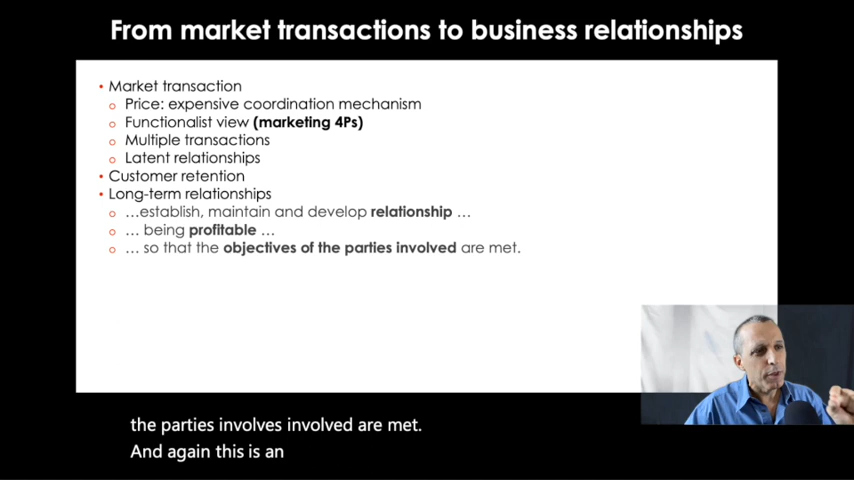 From market transactions to business relationships
• Market transaction
o Price: expensive coordination mechanism
o Functionalist view (marketing 4Ps)
o Multiple transactions
o Latent relationships
• Customer retention
• Long-term relationships
o …establish, maintain and develop relationship …
o … being profitable …
o … so that the objectives of the parties involved are met.
the parties involves involved are met.
And again this is an